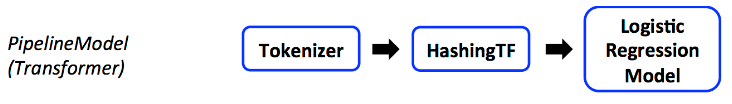 PipelineModel
(Transformer)
Tokenizer
HashingTF
Logistic
Regression
Model